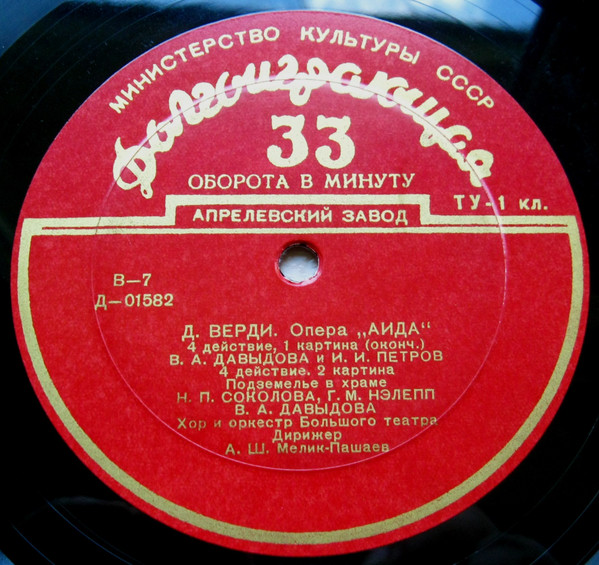 МИНИСТЕРСТВО КУЛЬТУРЫ СССР
Долгоиграющая
33
ОБОРОТА В МИНУТУ
ТУ-1 кл.
АПРЕЛЕВСКИЙ ЗАВОД
В—7
Д—01582
Д. ВЕРДИ. Опера „АИДА“
4 действие, 1 картина (оконч.)
В. А. ДАВЫДОВА и И. И. ПЕТРОВ
4 действие. 2 картина
Подземелье в храме
Н. П. СОКОЛОВА, Г. М. НЭЛЕПП
В. А. ДАВЫДОВА
Хор и оркестр Большого театра
Дирижер
А. Ш. Мелик-Пашаев